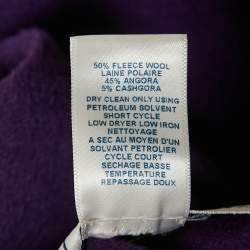 50% FLEECE WOOL
LAINE POLAIRE
45% ANGORA
5% CASHGORA
DRY CLEAN ONLY USING
PETROLEUM SOLVENT
SHORT CYCLE
LOW DRYER LOW IRON
NETTOYAGE
A SEC AU MOYEN D'UN
SOLVANT PETROLIER
CYCLE COURT
SECHAGE BASSE
TEMPERATURE
REPASSAGE DOUX